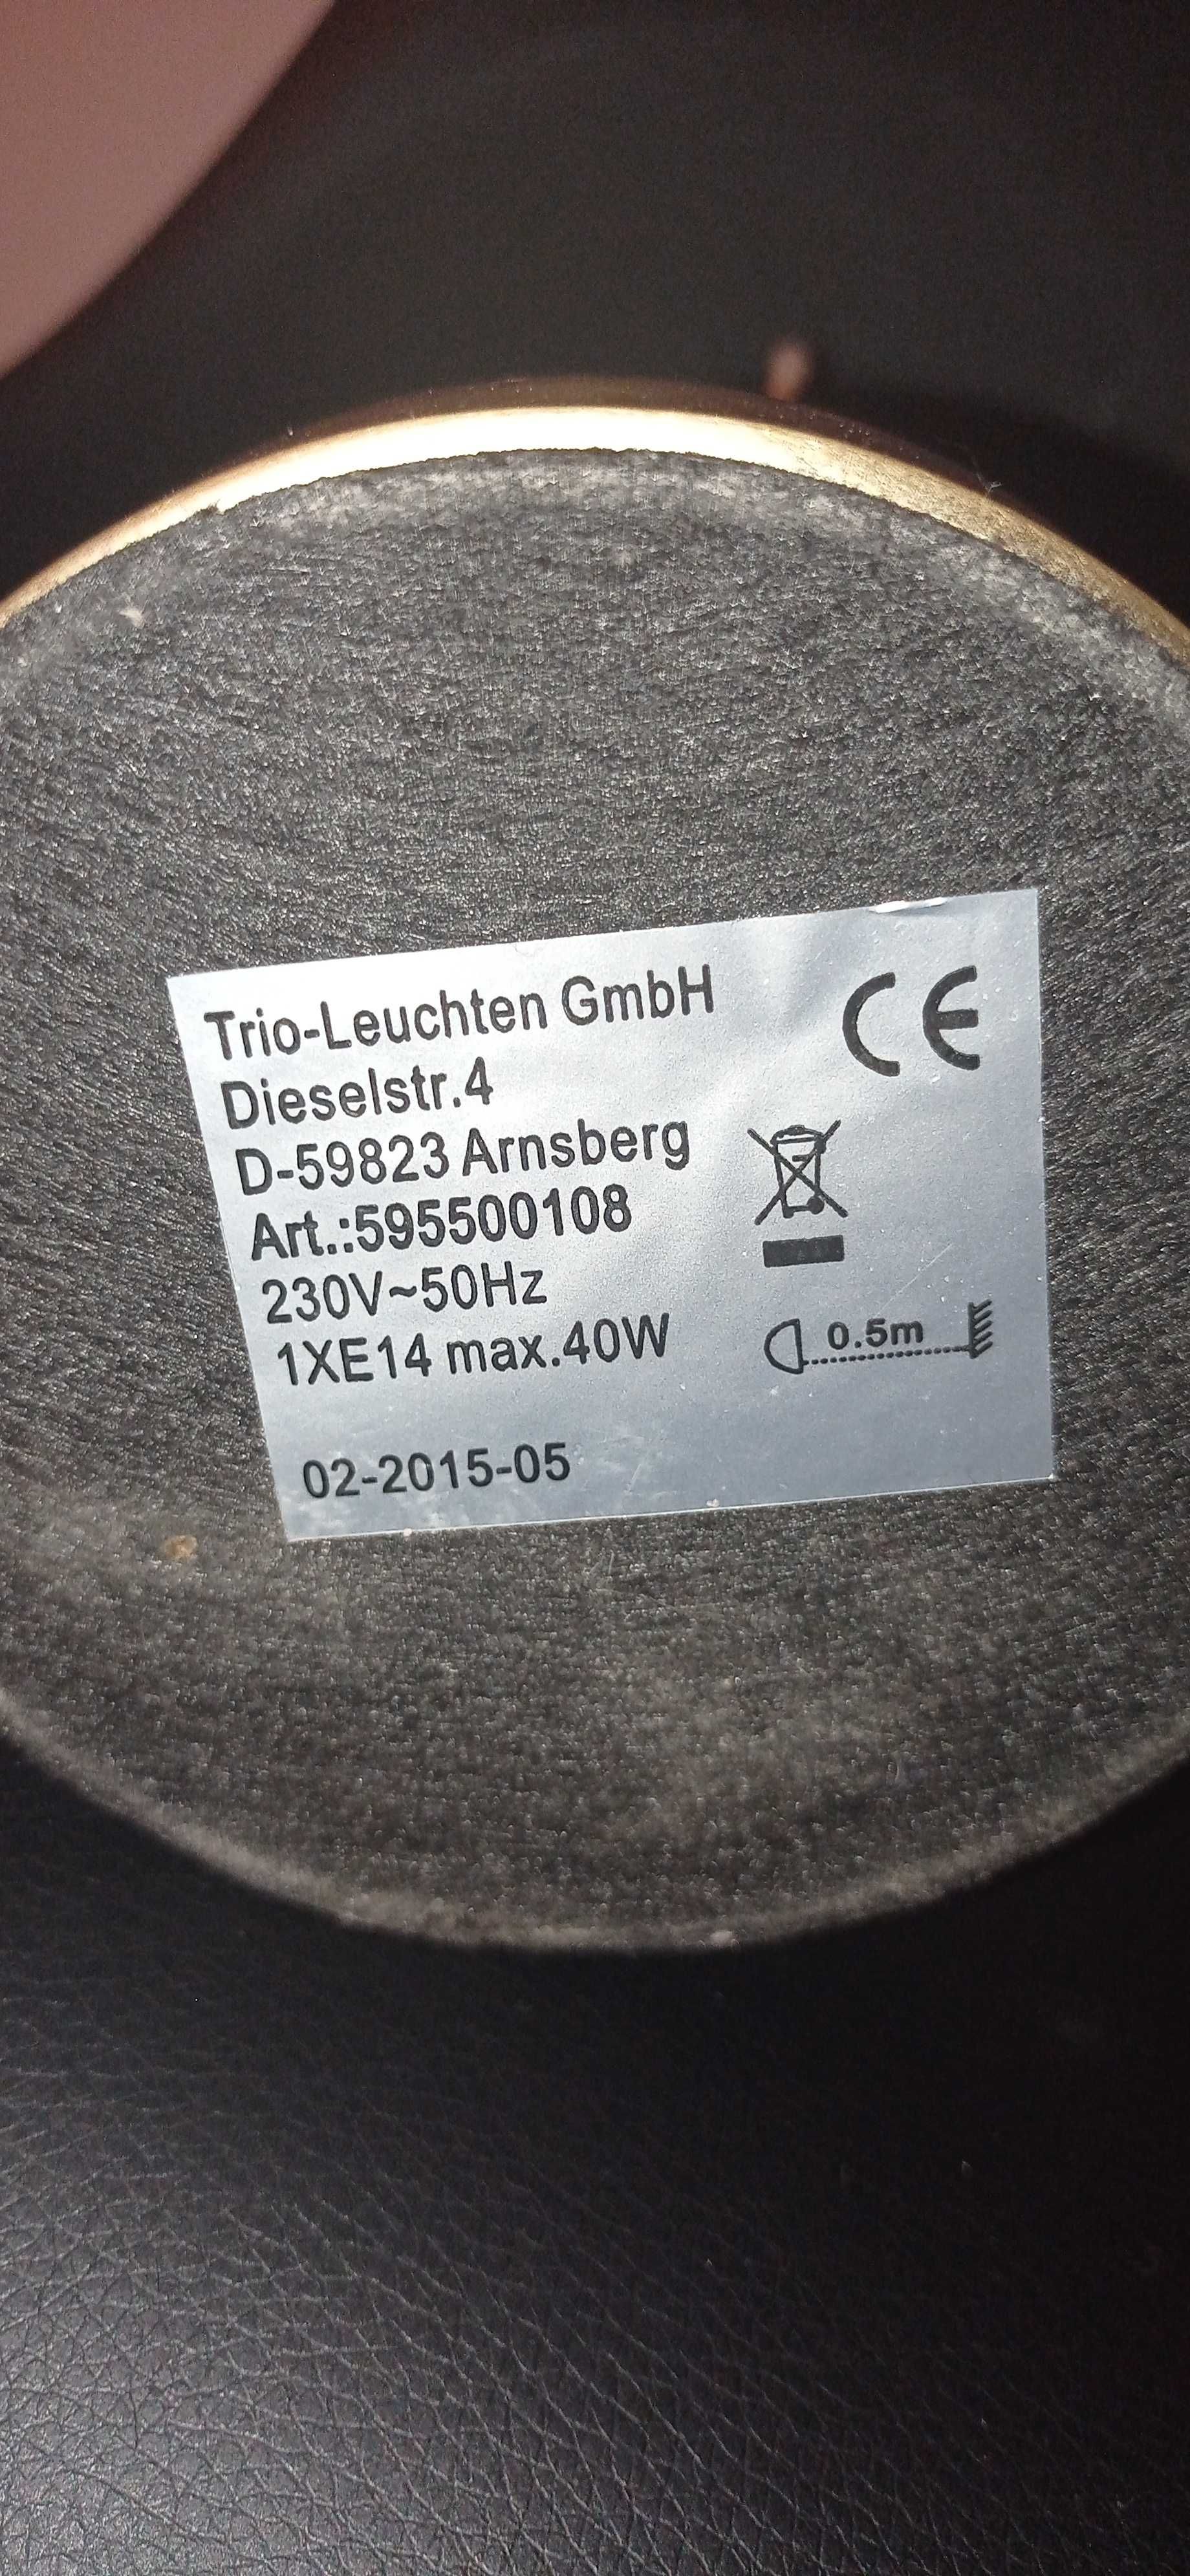 Trio-Leuchten GmbH
CE
Dieselstr.4
D-59823 Arnsberg
Art.:595500108
230V~50Hz
1XE14 max.40W
0.5m
02-2015-05